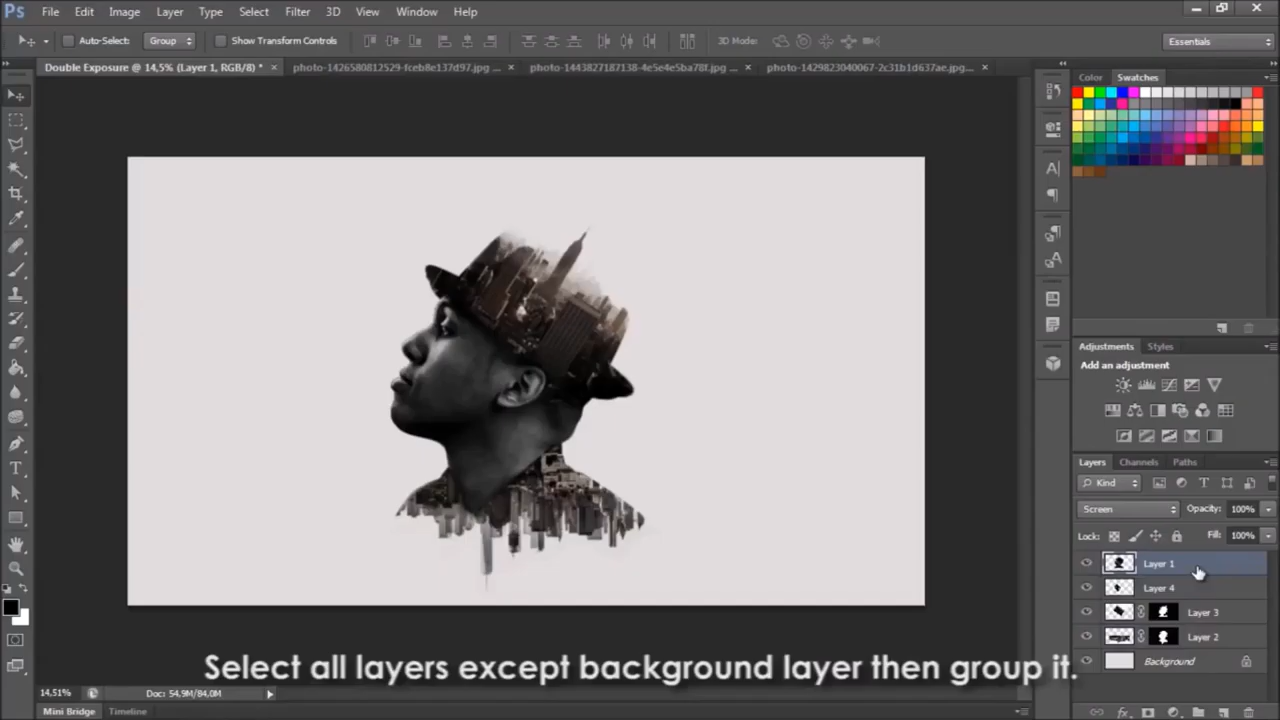 Ps File Edit Image Layer Type Select Filter 3D View Window Help
Auto-Select: Group Show Transform Controls 3D Mode: Essentials
Double Exposure @ 14,5% (Layer 1, RGB/8) * photo-1426580812529-fceb8e137d97.jpg ... photo-1443827187138-4e5e4e5ba78f.jpg ... photo-1429823040067-2c31b1d637ae.jpg...
Color Swatches
Adjustments Styles
Add an adjustment
Layers Channels Paths
Kind
Screen Opacity: 100%
Lock: Fill: 100%
Layer 1
Layer 4
Layer 3
Layer 2
Background
Select all layers except background layer then group it.
14,51% Doc: 54,9M/84,0M
Mini Bridge Timeline